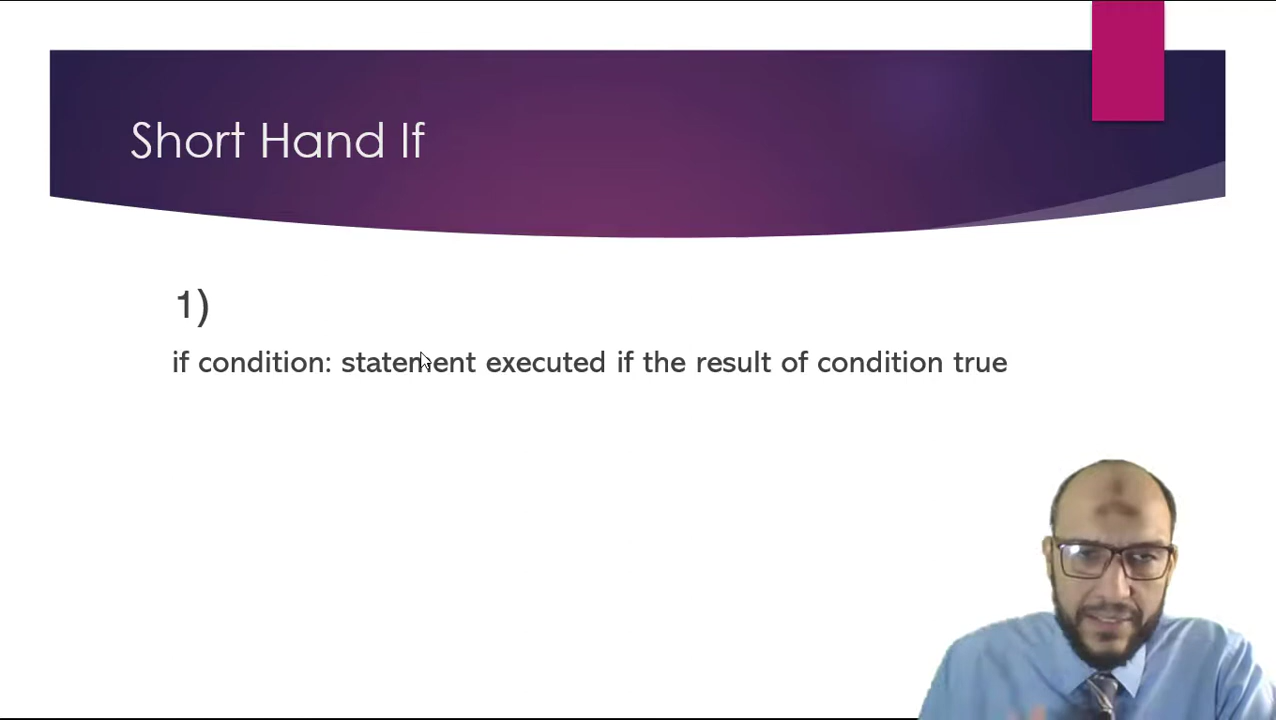 Short Hand If
1)
if condition: statement executed if the result of condition true